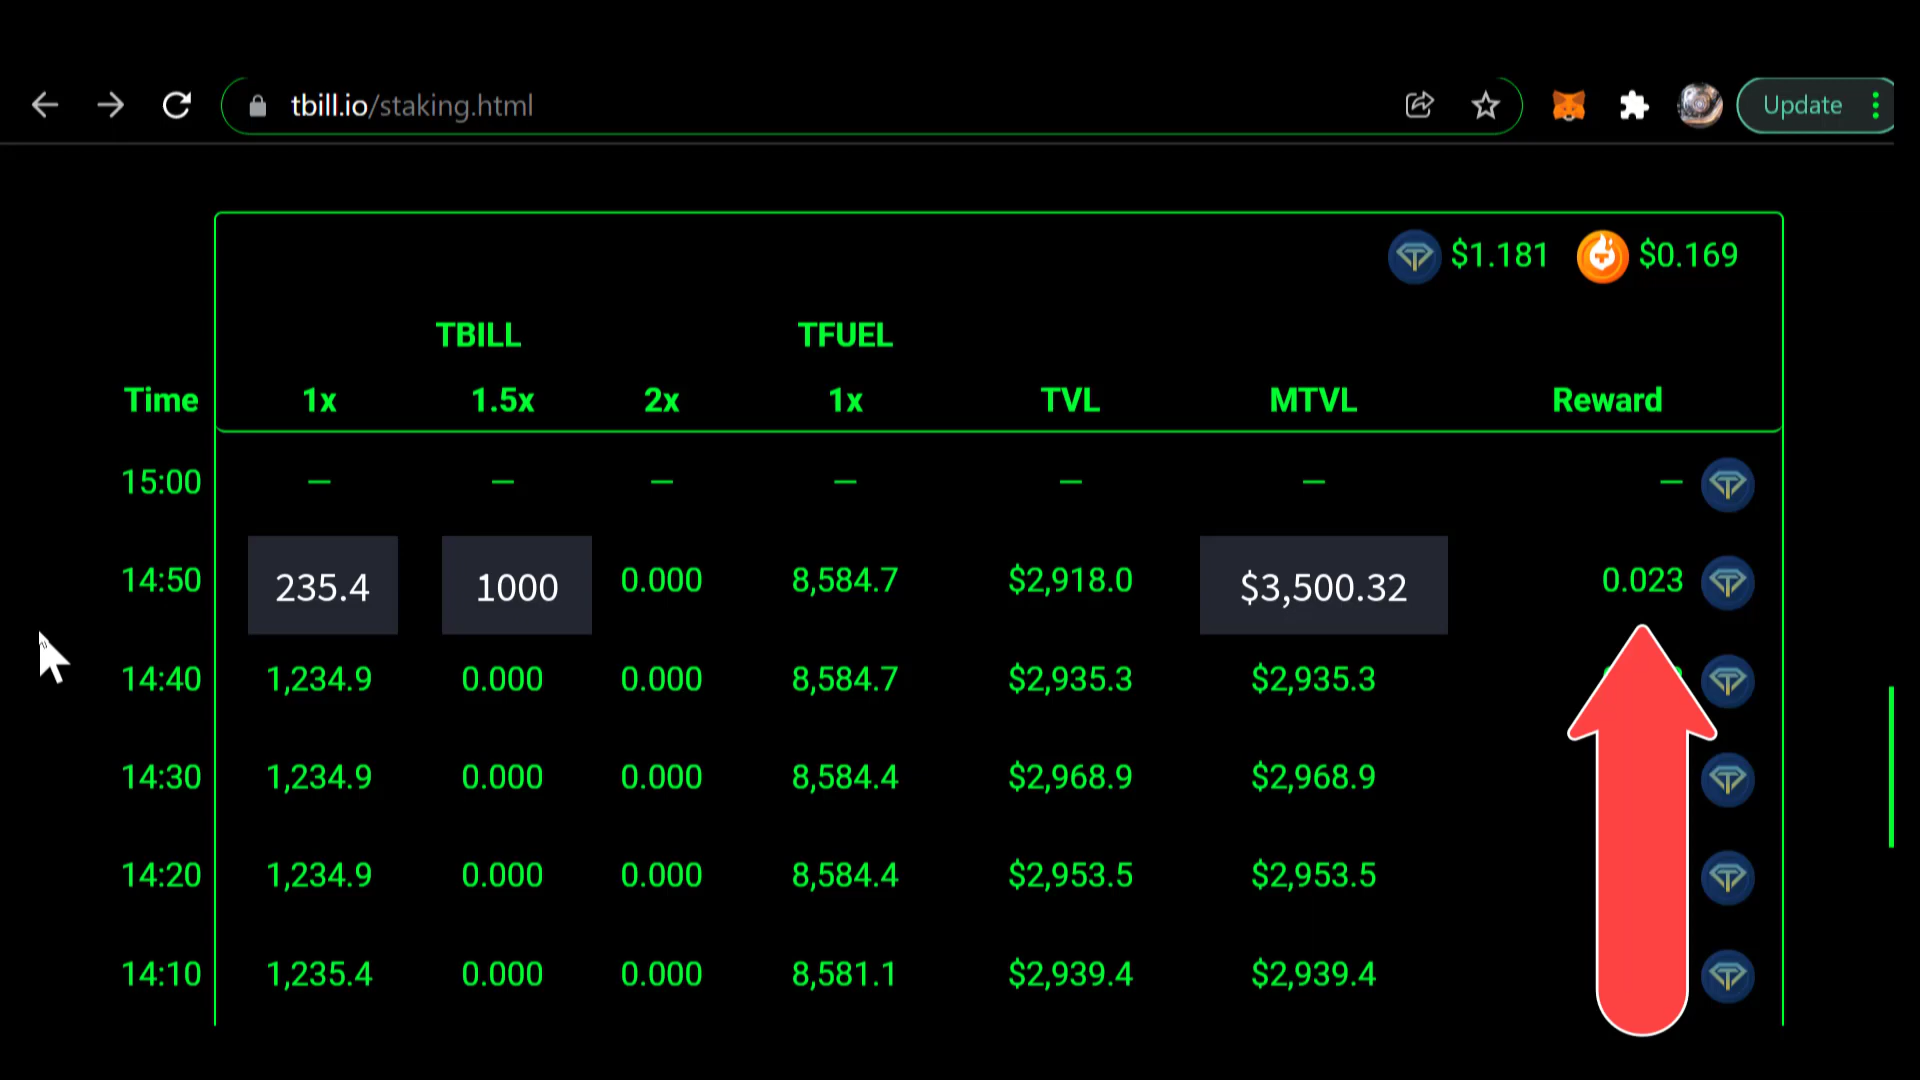 tbill.io/staking.html Update
$1.181 $0.169
TBILL TFUEL
Time 1x 1.5x 2x 1x TVL MTVL Reward
15:00 — — — — — — —
14:50 235.4 1000 0.000 8,584.7 $2,918.0 $3,500.32 0.023
14:40 1,234.9 0.000 0.000 8,584.7 $2,935.3 $2,935.3
14:30 1,234.9 0.000 0.000 8,584.4 $2,968.9 $2,968.9
14:20 1,234.9 0.000 0.000 8,584.4 $2,953.5 $2,953.5
14:10 1,235.4 0.000 0.000 8,581.1 $2,939.4 $2,939.4